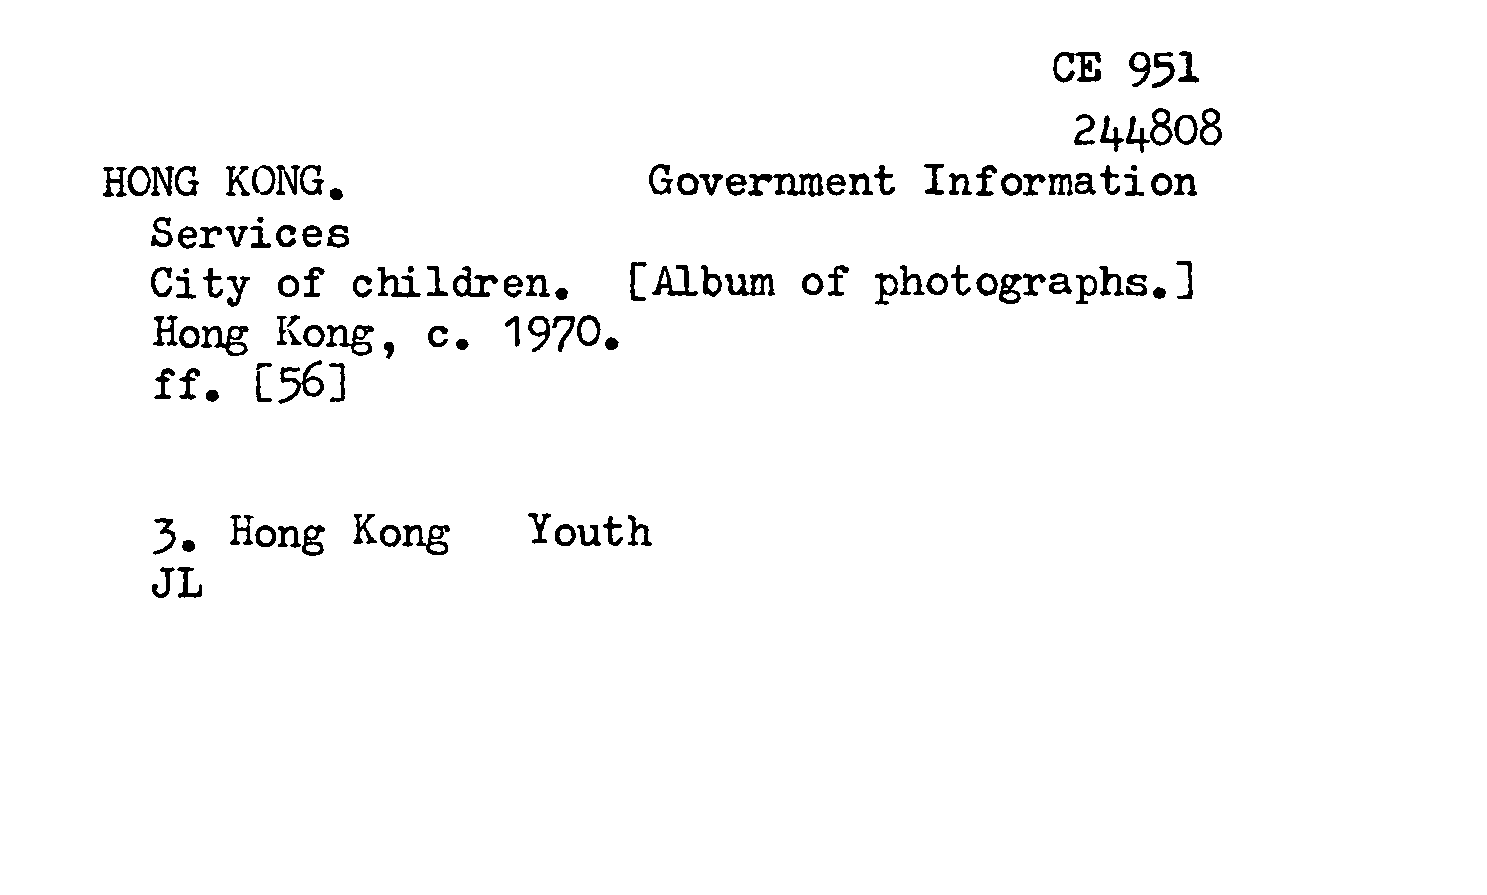 CE 951
244808
HONG KONG. Government Information
Services
City of children. [Album of photographs.]
Hong Kong, c. 1970.
ff. [56]
3. Hong Kong Youth
JL